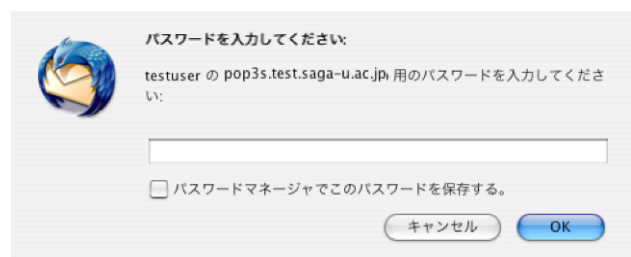 パスワードを入力してください:
testuser の pop3s.test.saga-u.ac.jp 用のパスワードを入力してくださ
い:
パスワードマネージャでこのパスワードを保存する。
キャンセル OK